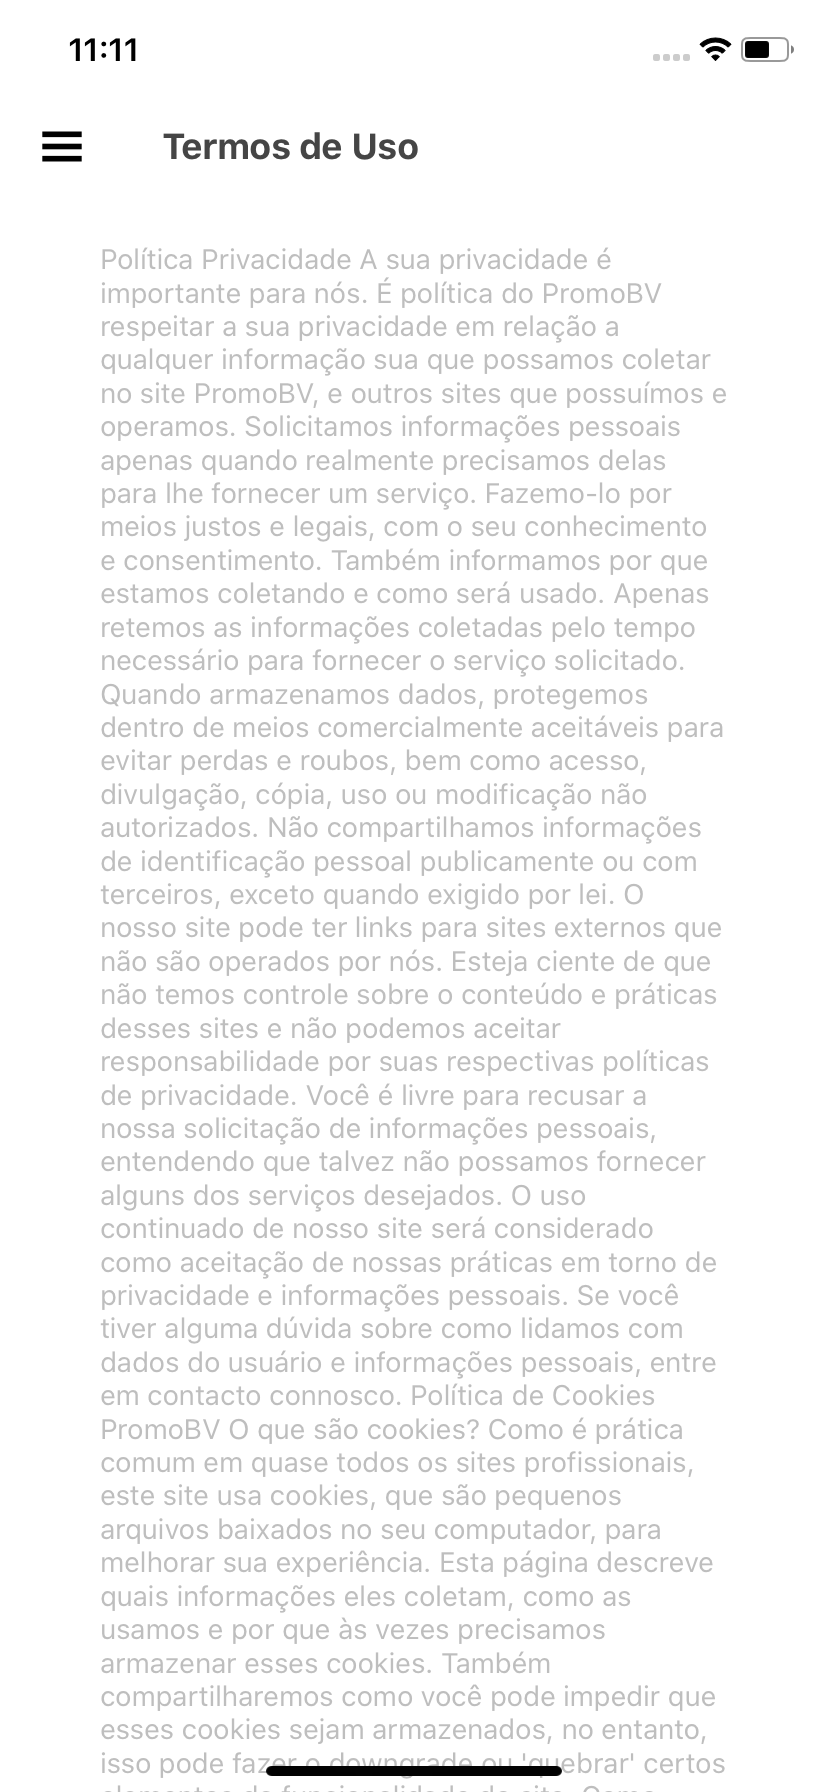 11:11
Termos de Uso
Política Privacidade A sua privacidade é
importante para nós. É política do PromoBV
respeitar a sua privacidade em relação a
qualquer informação sua que possamos coletar
no site PromoBV, e outros sites que possuímos e
operamos. Solicitamos informações pessoais
apenas quando realmente precisamos delas
para lhe fornecer um serviço. Fazemo-lo por
meios justos e legais, com o seu conhecimento
e consentimento. Também informamos por que
estamos coletando e como será usado. Apenas
retemos as informações coletadas pelo tempo
necessário para fornecer o serviço solicitado.
Quando armazenamos dados, protegemos
dentro de meios comercialmente aceitáveis para
evitar perdas e roubos, bem como acesso,
divulgação, cópia, uso ou modificação não
autorizados. Não compartilhamos informações
de identificação pessoal publicamente ou com
terceiros, exceto quando exigido por lei. O
nosso site pode ter links para sites externos que
não são operados por nós. Esteja ciente de que
não temos controle sobre o conteúdo e práticas
desses sites e não podemos aceitar
responsabilidade por suas respectivas políticas
de privacidade. Você é livre para recusar a
nossa solicitação de informações pessoais,
entendendo que talvez não possamos fornecer
alguns dos serviços desejados. O uso
continuado de nosso site será considerado
como aceitação de nossas práticas em torno de
privacidade e informações pessoais. Se você
tiver alguma dúvida sobre como lidamos com
dados do usuário e informações pessoais, entre
em contacto connosco. Política de Cookies
PromoBV O que são cookies? Como é prática
comum em quase todos os sites profissionais,
este site usa cookies, que são pequenos
arquivos baixados no seu computador, para
melhorar sua experiência. Esta página descreve
quais informações eles coletam, como as
usamos e por que às vezes precisamos
armazenar esses cookies. Também
compartilharemos como você pode impedir que
esses cookies sejam armazenados, no entanto,
isso pode fazer o downgrade ou 'quebrar' certos